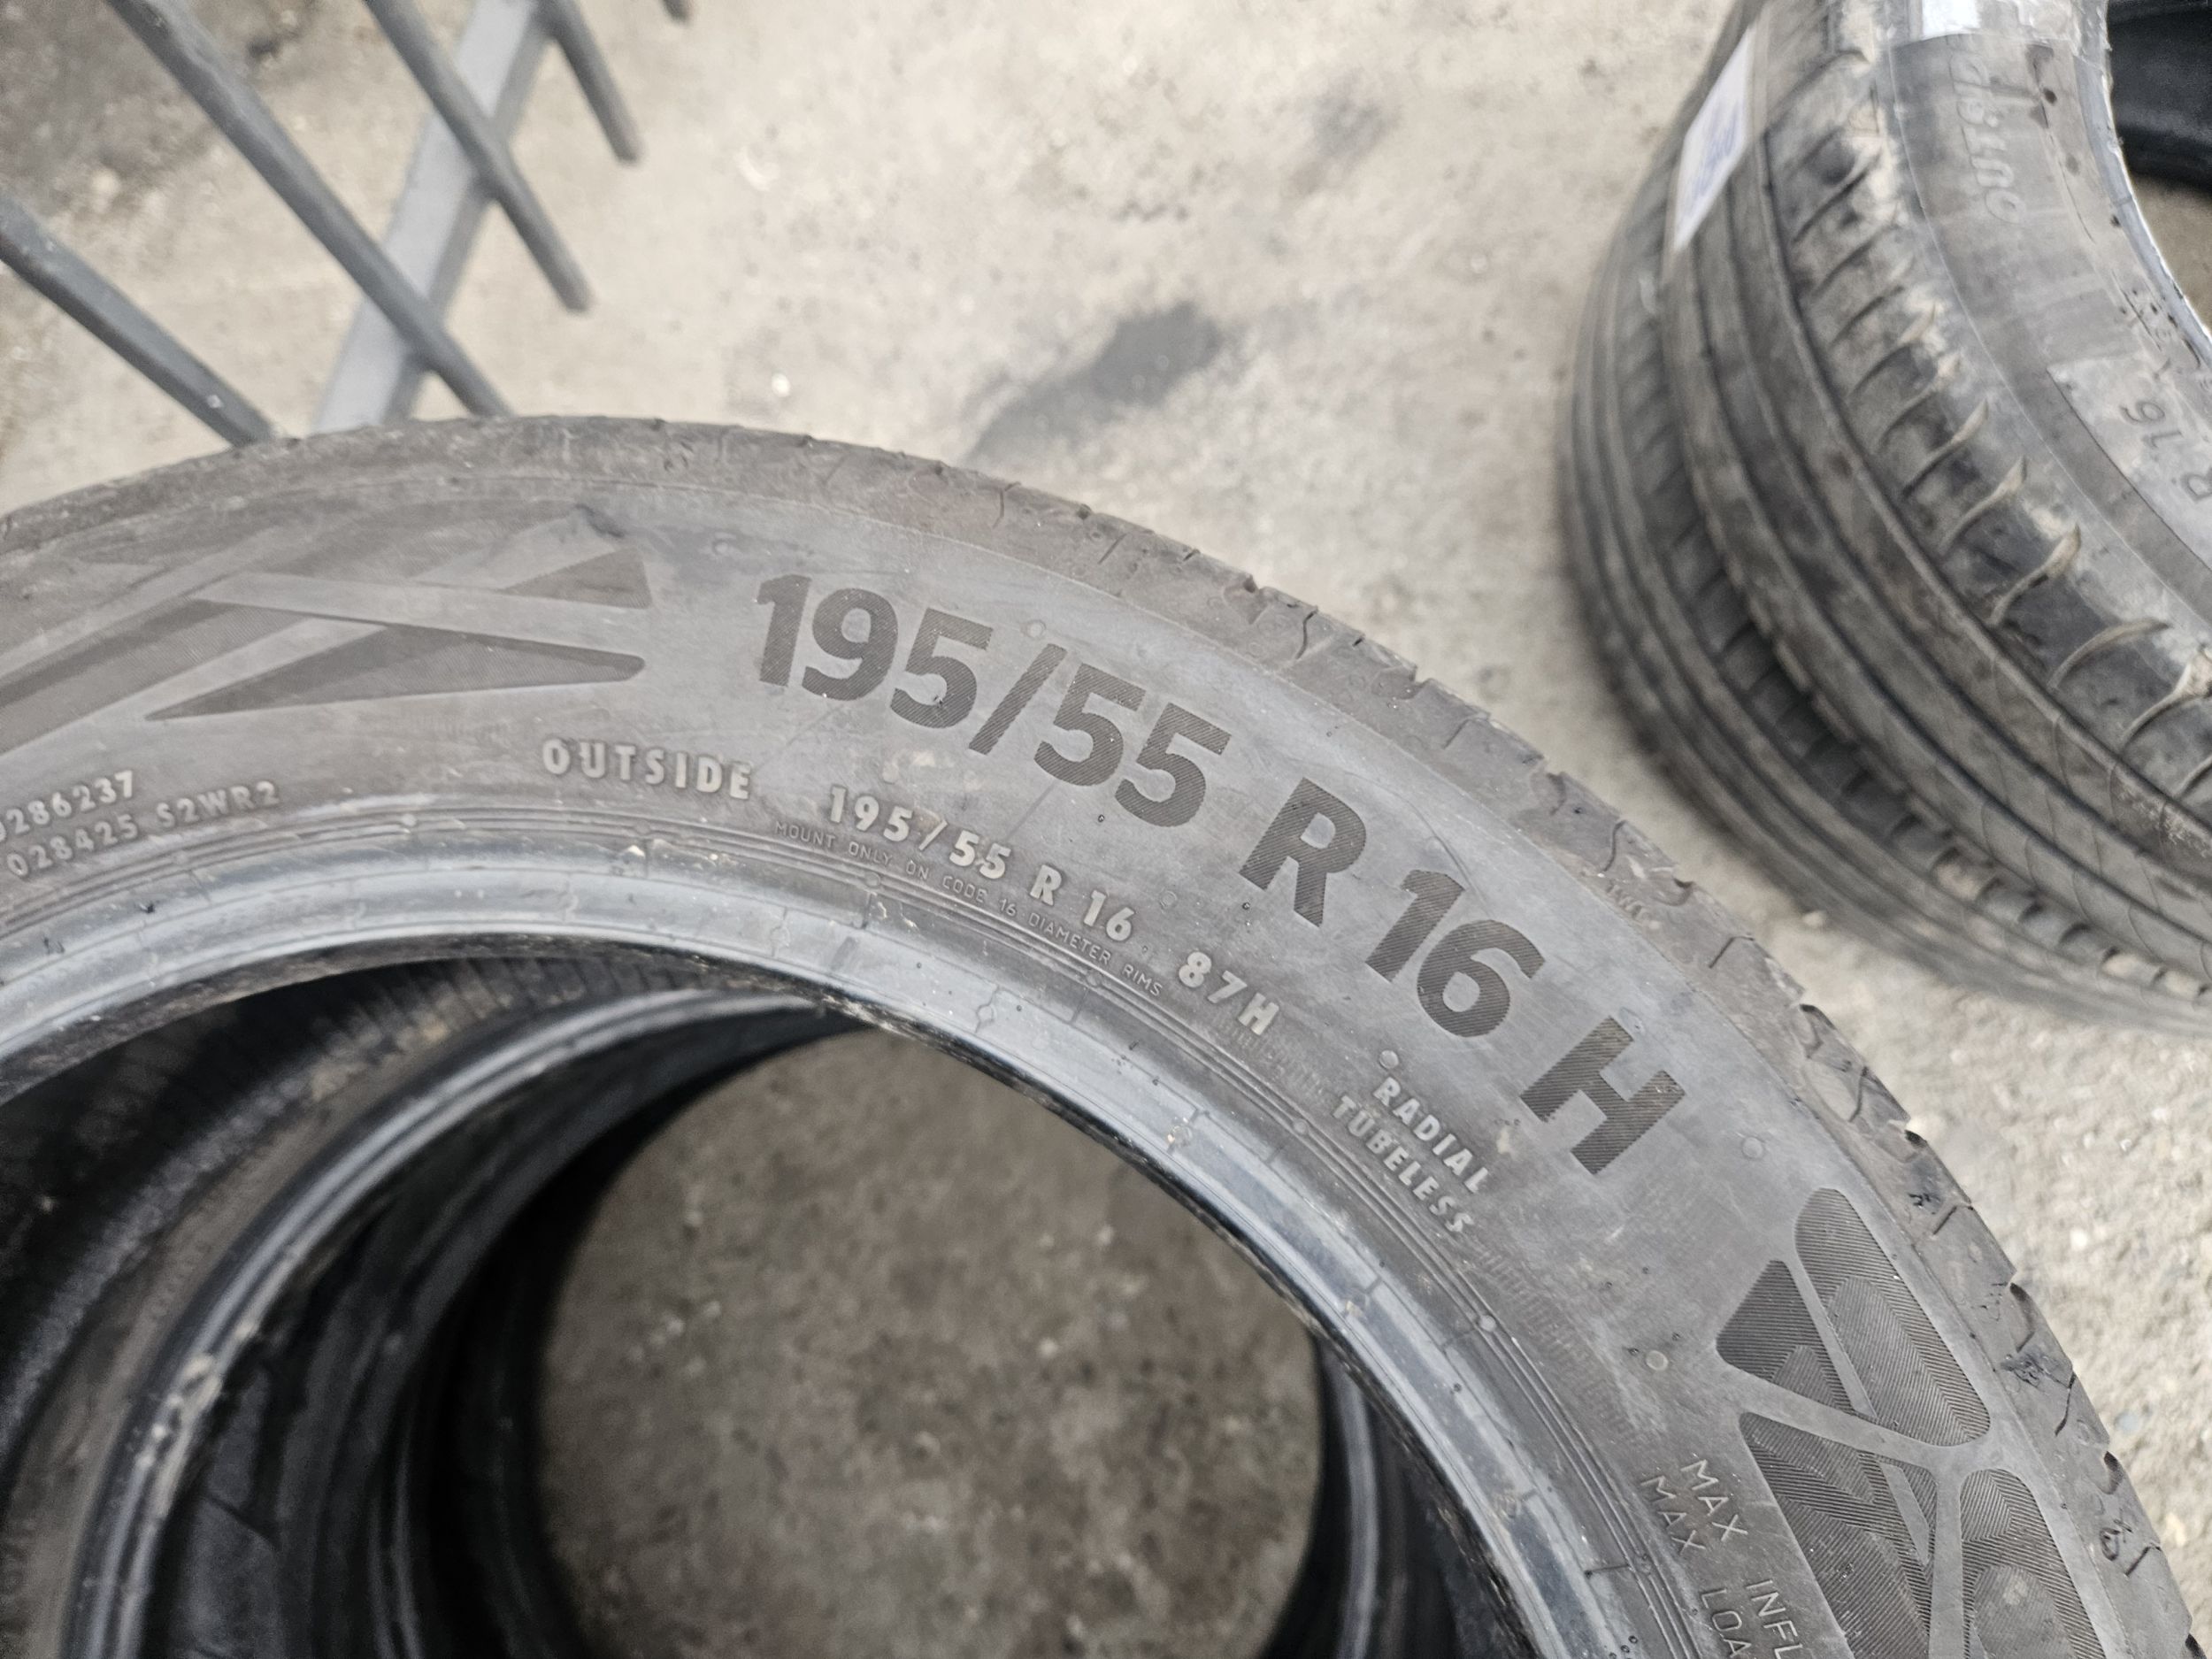 195/55 R 16 H
OUTSIDE 195/55 R 16 87H
MOUNT ONLY ON CODE 16 DIAMETER RIMS
RADIAL
TUBELESS
028425 S2WR2
MAX INFL
MAX LOA
R 16